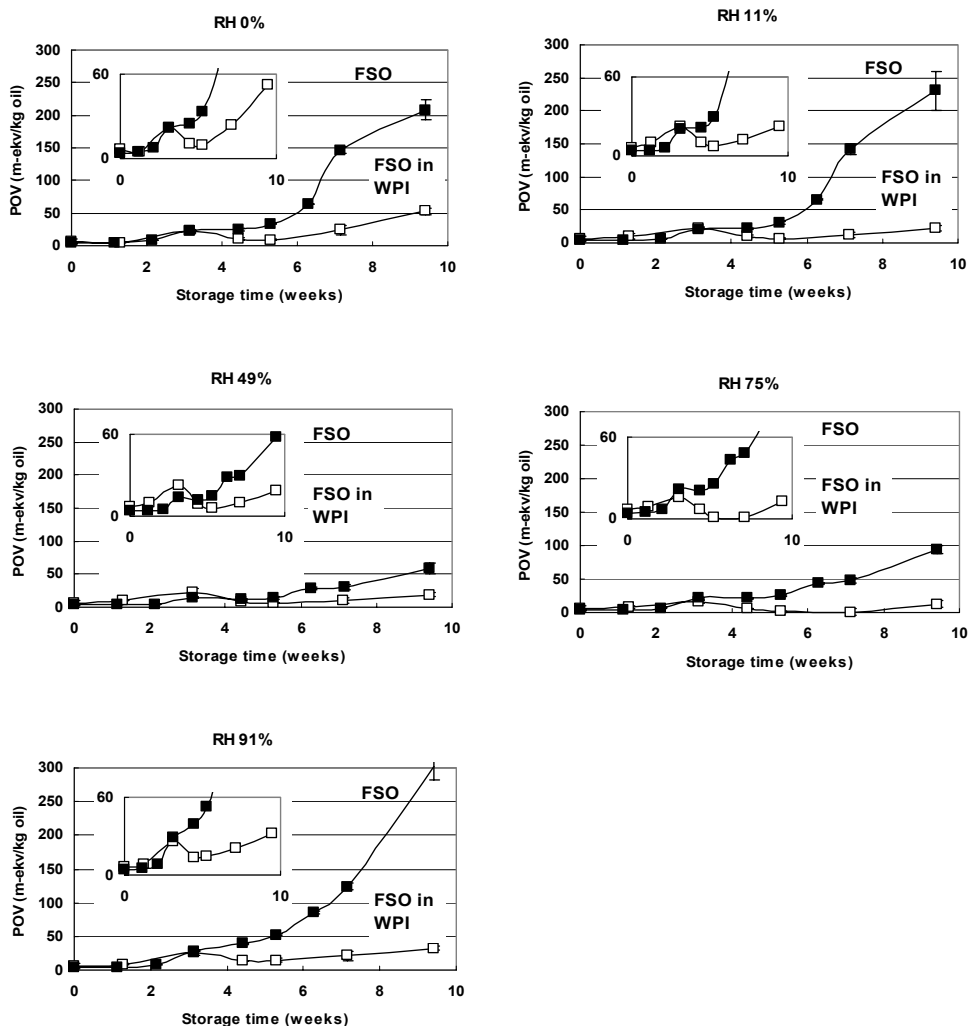 RH 0%
300
250
200
150
100
50
0
POV (m-ekv/kg oil)
60
0
0
10
FSO
FSO in
WPI
0 2 4 6 8 10
Storage time (weeks)
RH 11%
300
250
200
150
100
50
0
POV (m-ekv/kg oil)
60
0
0
10
FSO
FSO in
WPI
0 2 4 6 8 10
Storage time (weeks)
RH 49%
300
250
200
150
100
50
0
POV (m-ekv/kg oil)
60
0
0
10
FSO
FSO in
WPI
0 2 4 6 8 10
Storage time (weeks)
RH 75%
300
250
200
150
100
50
0
POV (m-ekv/kg oil)
60
0
0
10
FSO
FSO in
WPI
0 2 4 6 8 10
Storage time (weeks)
RH 91%
300
250
200
150
100
50
0
POV (m-ekv/kg oil)
60
0
0
10
FSO
FSO in
WPI
0 2 4 6 8 10
Storage time (weeks)